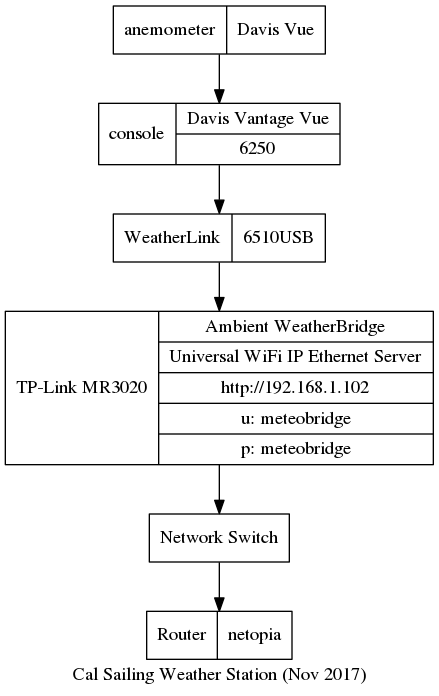 anemometer Davis Vue
console Davis Vantage Vue
6250
WeatherLink 6510USB
TP-Link MR3020 Ambient WeatherBridge
Universal WiFi IP Ethernet Server
http://192.168.1.102
u: meteobridge
p: meteobridge
Network Switch
Router netopia
Cal Sailing Weather Station (Nov 2017)